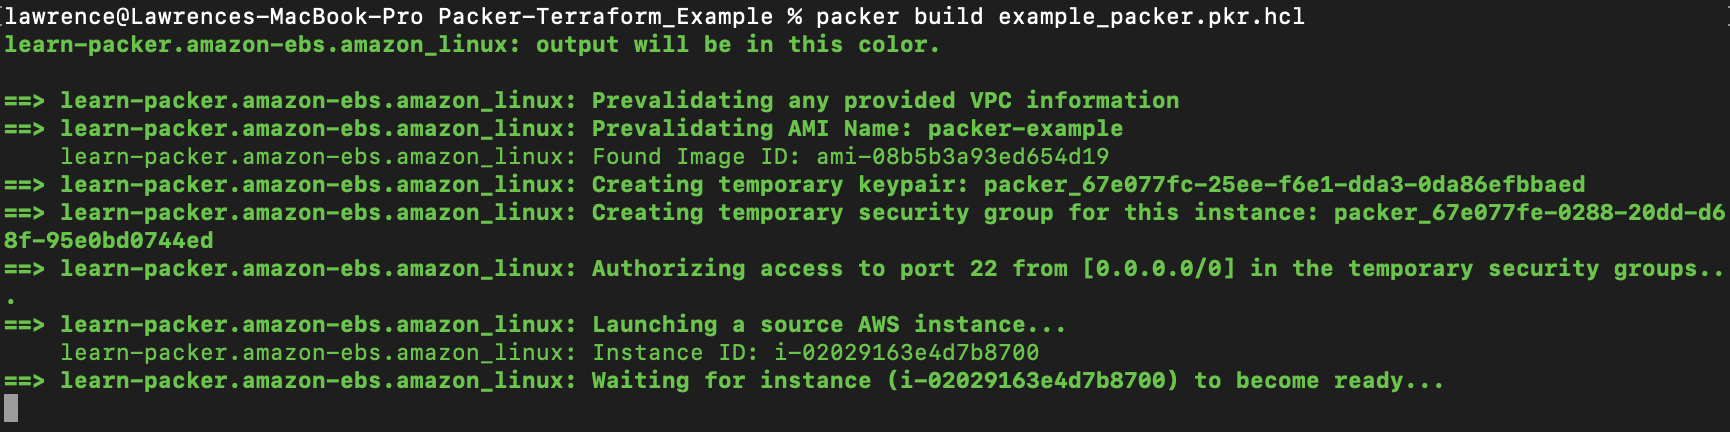 lawrence@Lawrences-MacBook-Pro Packer-Terraform_Example % packer build example_packer.pkr.hcl
learn-packer.amazon-ebs.amazon_linux: output will be in this color.
==> learn-packer.amazon-ebs.amazon_linux: Prevalidating any provided VPC information
==> learn-packer.amazon-ebs.amazon_linux: Prevalidating AMI Name: packer-example
learn-packer.amazon-ebs.amazon_linux: Found Image ID: ami-08b5b3a93ed654d19
==> learn-packer.amazon-ebs.amazon_linux: Creating temporary keypair: packer_67e077fc-25ee-f6e1-dda3-0da86efbbaed
==> learn-packer.amazon-ebs.amazon_linux: Creating temporary security group for this instance: packer_67e077fe-0288-20dd-d6
8f-95e0bd0744ed
==> learn-packer.amazon-ebs.amazon_linux: Authorizing access to port 22 from [0.0.0.0/0] in the temporary security groups..
.
==> learn-packer.amazon-ebs.amazon_linux: Launching a source AWS instance...
learn-packer.amazon-ebs.amazon_linux: Instance ID: i-02029163e4d7b8700
==> learn-packer.amazon-ebs.amazon_linux: Waiting for instance (i-02029163e4d7b8700) to become ready...